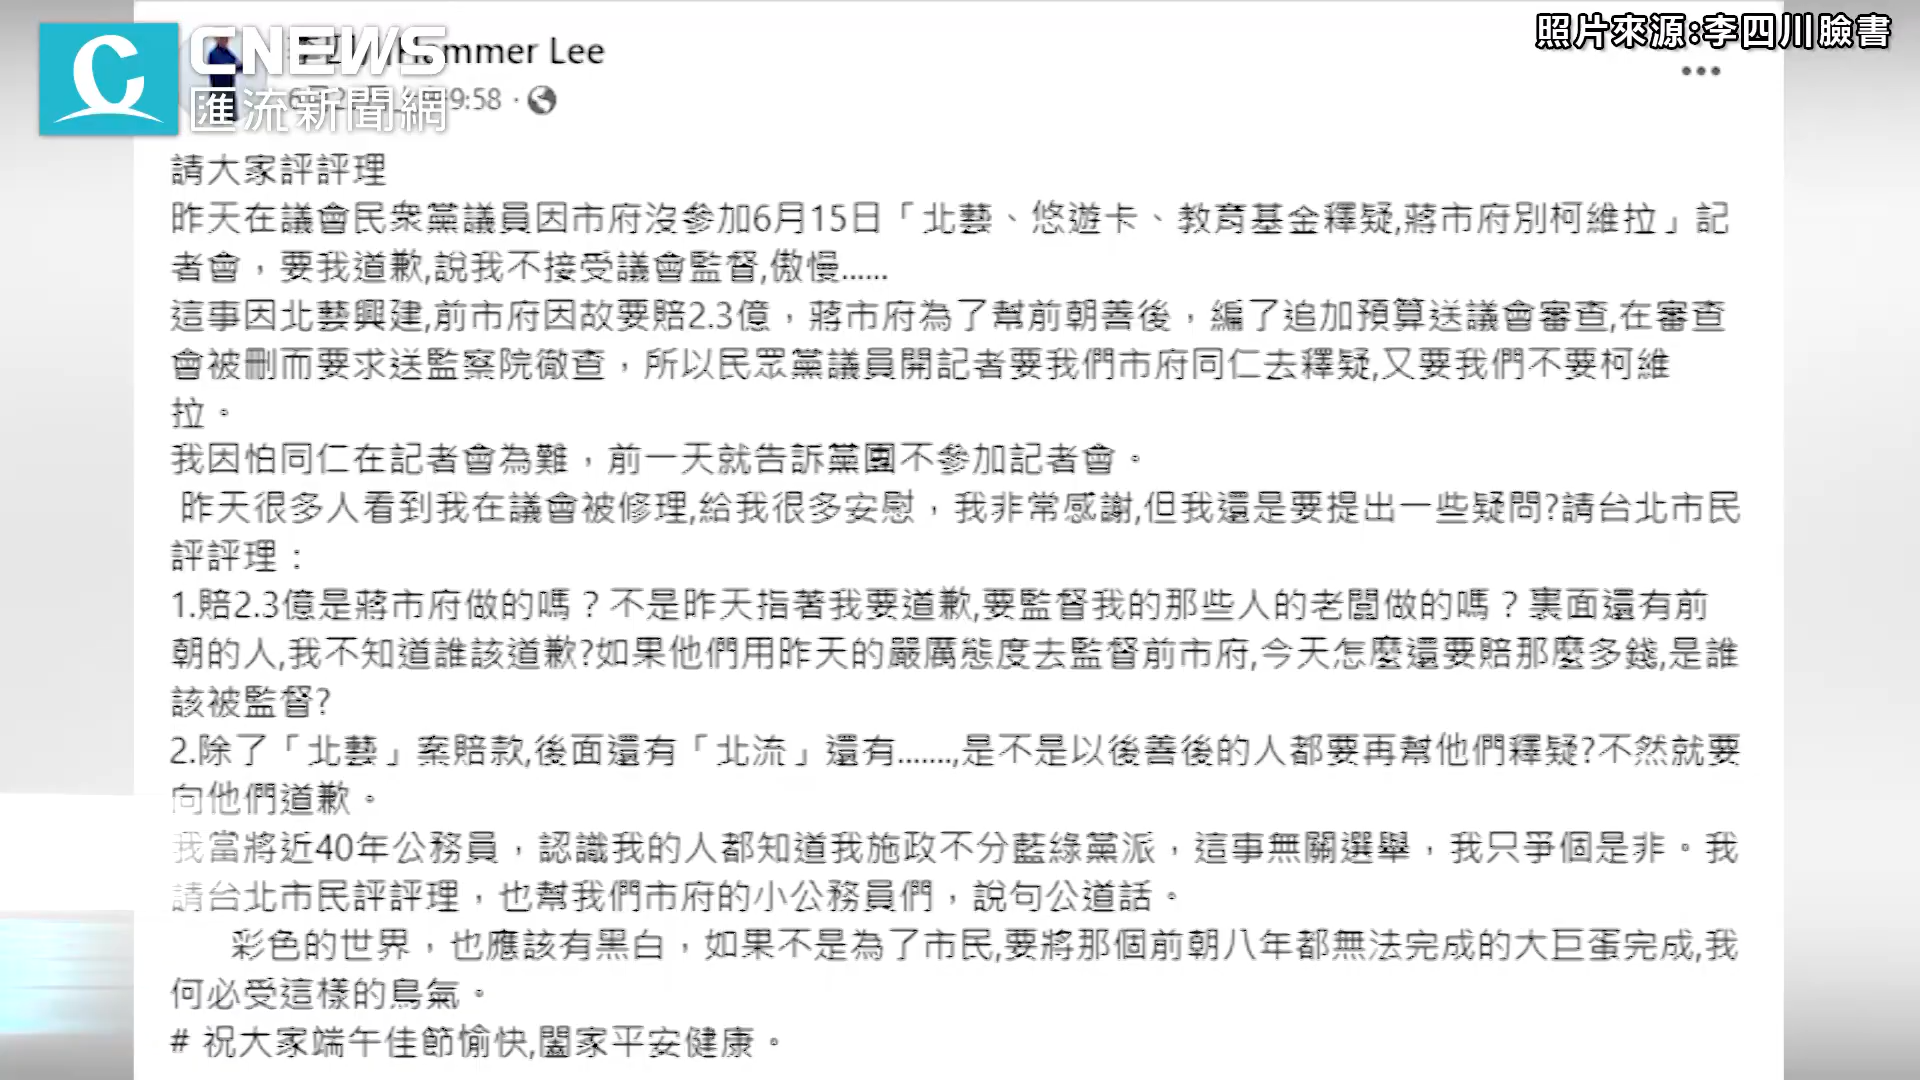 CNEWS
匯流新聞網
照片來源:李四川臉書
mmer Lee
9:58
請大家評評理
昨天在議會民眾黨議員因市府沒參加6月15日「北藝、悠遊卡、教育基金釋疑,蔣市府別柯維拉」記
者會，要我道歉,說我不接受議會監督,傲慢......
這事因北藝興建,前市府因故要賠2.3億，蔣市府為了幫前朝善後，編了追加預算送議會審查,在審查
會被刪而要求送監察院徹查，所以民眾黨議員開記者要我們市府同仁去釋疑,又要我們不要柯維
拉。
我因怕同仁在記者會為難，前一天就告訴黨團不參加記者會。
昨天很多人看到我在議會被修理,給我很多安慰，我非常感謝,但我還是要提出一些疑問?請台北市民
評評理：
1.賠2.3億是蔣市府做的嗎？不是昨天指著我要道歉,要監督我的那些人的老闆做的嗎？裏面還有前
朝的人,我不知道誰該道歉?如果他們用昨天的嚴厲態度去監督前市府,今天怎麼還要賠那麼多錢,是誰
該被監督?
2.除了「北藝」案賠款,後面還有「北流」還有.......,是不是以後善後的人都要再幫他們釋疑?不然就要
向他們道歉。
我當將近40年公務員，認識我的人都知道我施政不分藍綠黨派，這事無關選舉，我只爭個是非。我
請台北市民評評理，也幫我們市府的小公務員們，說句公道話。
彩色的世界，也應該有黑白，如果不是為了市民,要將那個前朝八年都無法完成的大巨蛋完成,我
何必受這樣的鳥氣。
# 祝大家端午佳節愉快,闔家平安健康。